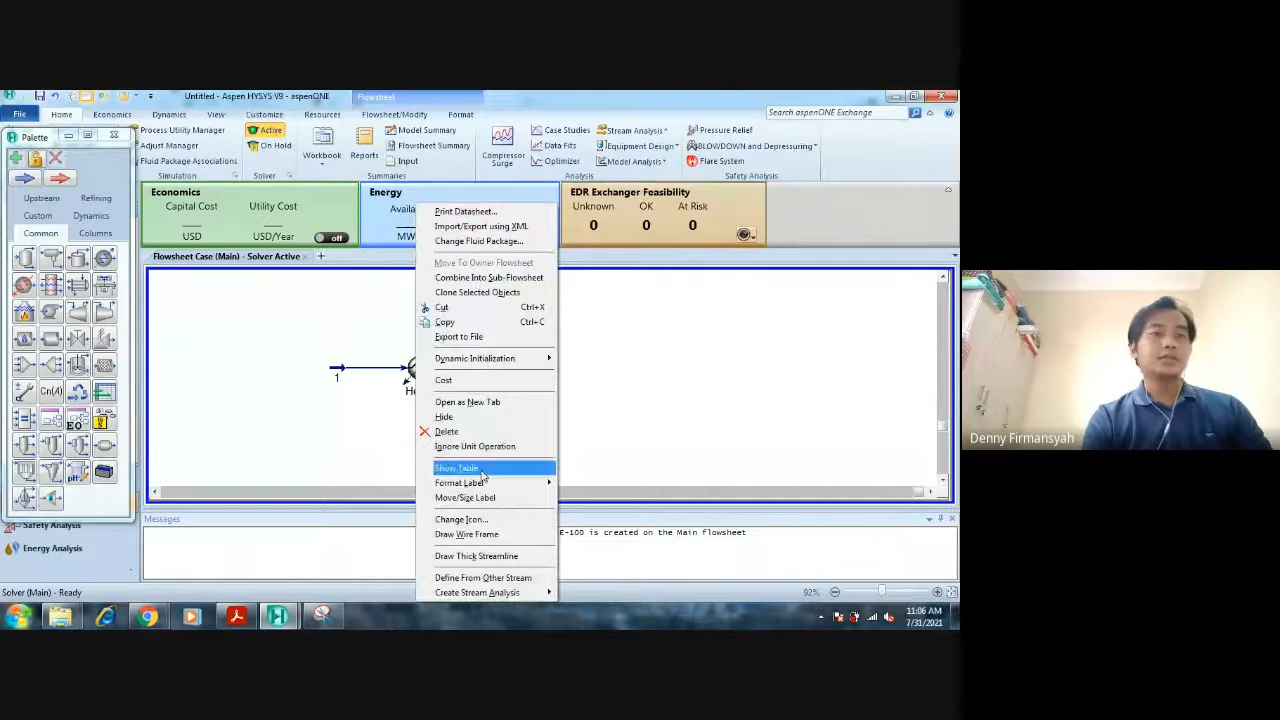 Untitled - Aspen HYSYS V9 - aspenONE
Flowsheet
File
Home
Economics
Dynamics
View
Customize
Resources
Flowsheet/Modify
Format
Search aspenONE Exchange
Palette
Process Utility Manager
Adjust Manager
Fluid Package Associations
Active
On Hold
Solver
Workbook
Reports
Model Summary
Flowsheet Summary
Input
Summaries
Compressor
Surge
Case Studies
Data Fits
Optimizer
Stream Analysis
Equipment Design
Model Analysis
Analysis
Pressure Relief
BLOWDOWN and Depressuring
Flare System
Safety Analysis
Upstream
Refining
Custom
Dynamics
Common
Columns
Cn(A)
EO
pH
Economics
Capital Cost
Utility Cost
USD
USD/Year
off
Energy
MW
EDR Exchanger Feasibility
Unknown
OK
At Risk
0
0
0
Flowsheet Case (Main) - Solver Active
1
Print Datasheet...
Import/Export using XML
Change Fluid Package...
Move To Owner Flowsheet
Combine Into Sub-Flowsheet
Clone Selected Objects
Cut Ctrl+X
Copy Ctrl+C
Export to File
Dynamic Initialization
Cost
Open as New Tab
Hide
Delete
Ignore Unit Operation
Show Table
Format Label
Move/Size Label
Change Icon...
Draw Wire Frame
Draw Thick Streamline
Define From Other Stream
Create Stream Analysis
Messages
E-100 is created on the Main flowsheet
Safety Analysis
Energy Analysis
Solver (Main) - Ready
92%
11:06 AM
7/31/2021
Denny Firmansyah